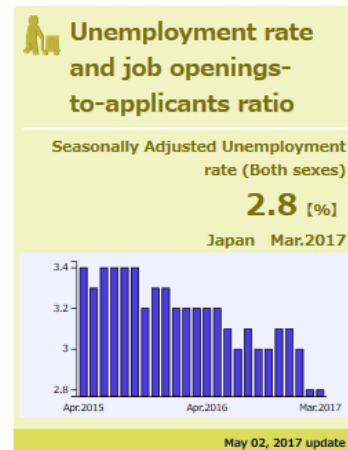 Unemployment rate
and job openings-
to-applicants ratio
Seasonally Adjusted Unemployment
rate (Both sexes)
2.8 [%]
Japan Mar.2017
3.4
3.2
3
2.8
Apr.2015 Apr.2016 Mar.2017
May 02, 2017 update